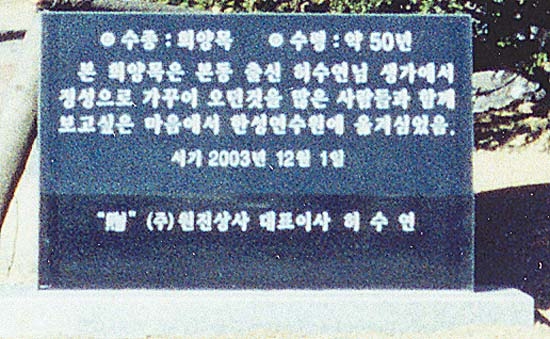 ◉ 수종 : 회양목 ◉ 수령 : 약 50년
본 회양목은 본동 출신 허수연님 생가에서
정성으로 가꾸어 오던것을 많은 사람들과 함께
보고싶은 마음에서 한성연수원에 옮겨심었음.
시기 2003년 12월 1일
"贈" (주)원진상사 대표이사 허 수 연